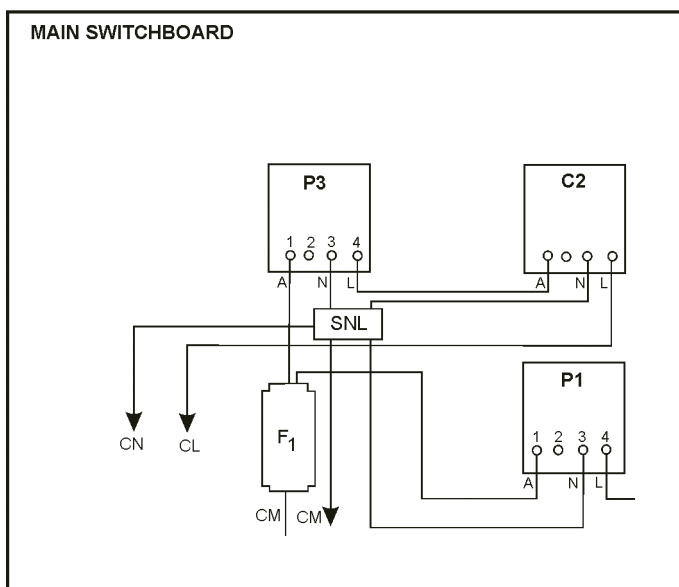 MAIN SWITCHBOARD
P3
C2
1 2 3 4
A N L
A N L
SNL
P1
CN CL
F1
1 2 3 4
A N L
CM CM